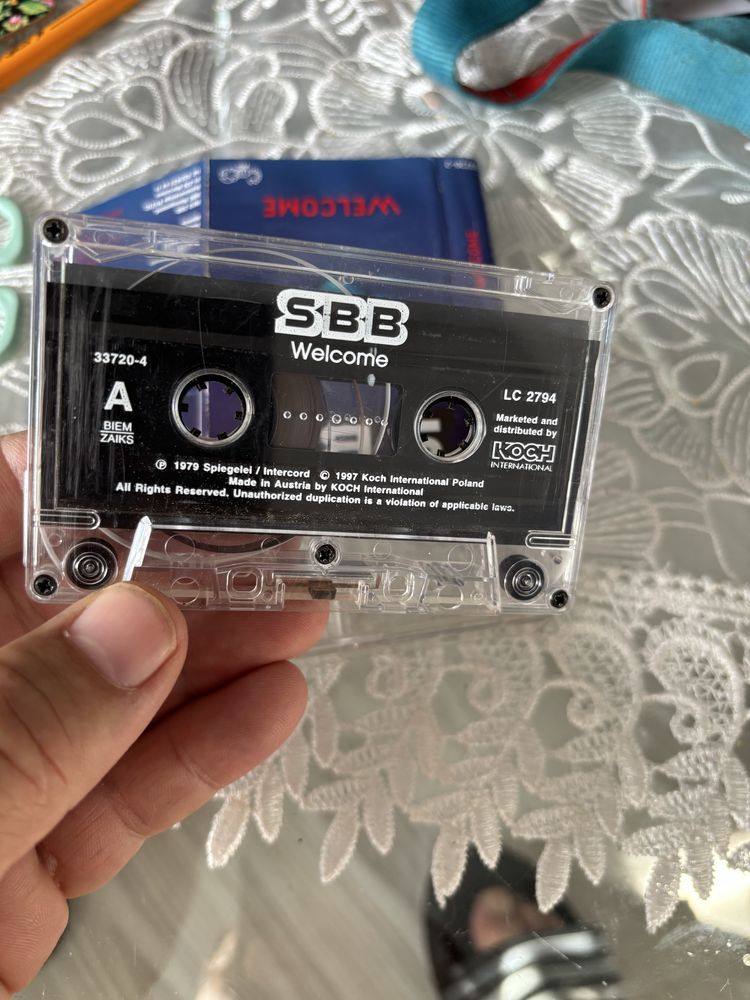 WELCOME
SBB
Welcome
33720-4
A
BIEM
ZAIKS
LC 2794
Marketed and
distributed by
KOCH
INTERNATIONAL
℗ 1979 Spiegelei / Intercord © 1997 Koch International Poland
Made in Austria by KOCH International
All Rights Reserved. Unauthorized duplication is a violation of applicable laws.